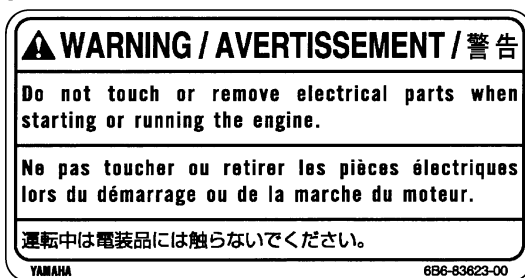 WARNING / AVERTISSEMENT / 警告
Do not touch or remove electrical parts when
starting or running the engine.
Ne pas toucher ou retirer les pièces électriques
lors du démarrage ou de la marche du moteur.
運転中は電装品には触らないでください。
YAMAHA 6B6-83623-00